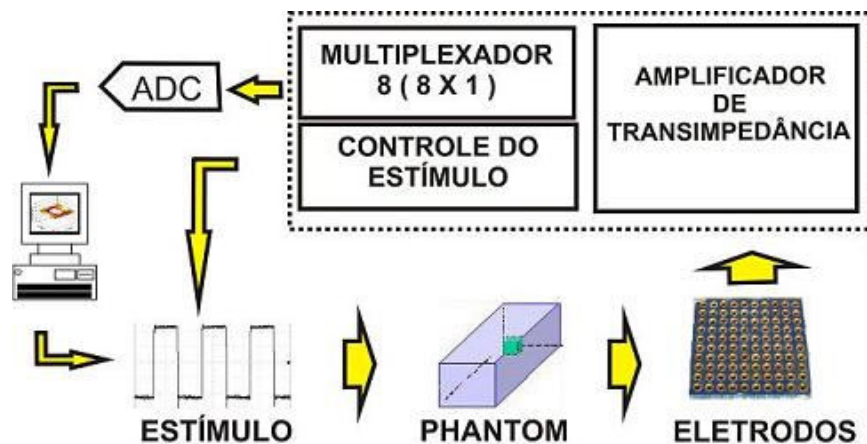 MULTIPLEXADOR
8 ( 8 X 1 )
AMPLIFICADOR
DE
TRANSIMPEDÂNCIA
ADC
CONTROLE DO
ESTÍMULO
ESTÍMULO
PHANTOM
ELETRODOS